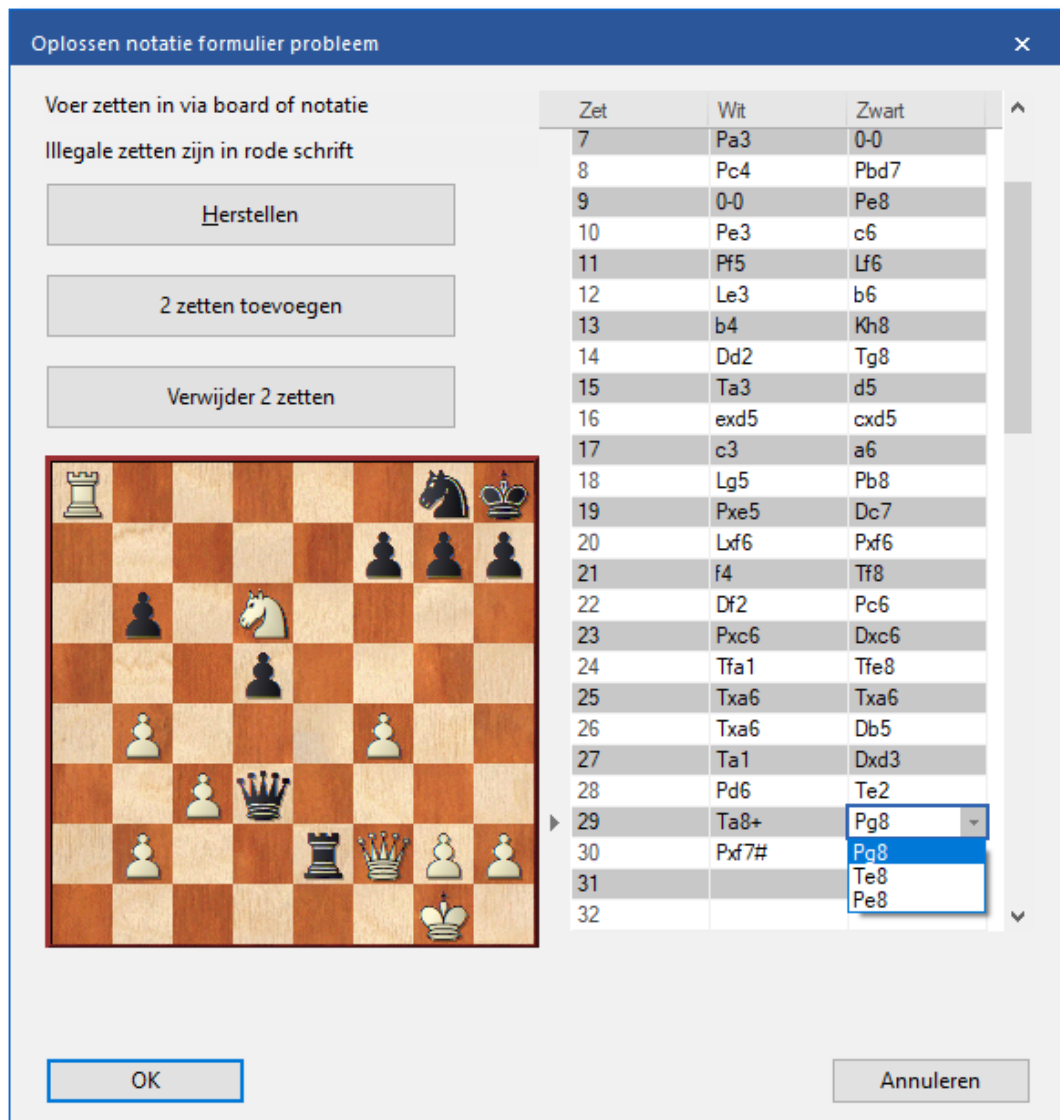 Oplossen notatie formulier probleem
Voer zetten in via board of notatie
Illegale zetten zijn in rode schrift
Herstellen
2 zetten toevoegen
Verwijder 2 zetten
Zet Wit Zwart
7 Pa3 0-0
8 Pc4 Pbd7
9 0-0 Pe8
10 Pe3 c6
11 Pf5 Lf6
12 Le3 b6
13 b4 Kh8
14 Dd2 Tg8
15 Ta3 d5
16 exd5 cxd5
17 c3 a6
18 Lg5 Pb8
19 Pxe5 Dc7
20 Lxf6 Pxf6
21 f4 Tf8
22 Df2 Pc6
23 Pxc6 Dxc6
24 Tfa1 Tfe8
25 Txa6 Txa6
26 Txa6 Db5
27 Ta1 Dxd3
28 Pd6 Te2
29 Ta8+ Pg8
30 Pxf7# Pg8
31 Te8
Pe8
32
OK
Annuleren